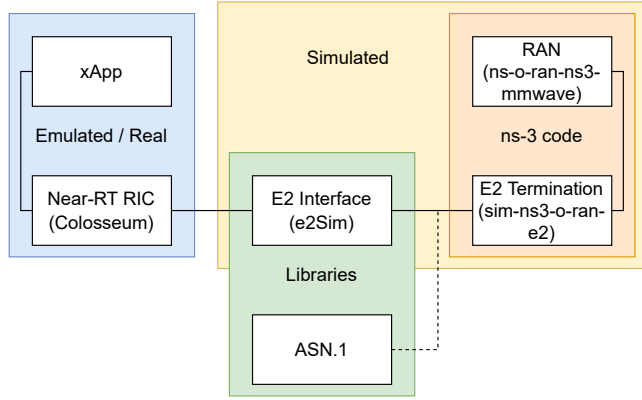 xApp
Emulated / Real
Near-RT RIC
(Colosseum)
Simulated
E2 Interface
(e2Sim)
Libraries
ASN.1
RAN
(ns-o-ran-ns3-
mmwave)
ns-3 code
E2 Termination
(sim-ns3-o-ran-
e2)